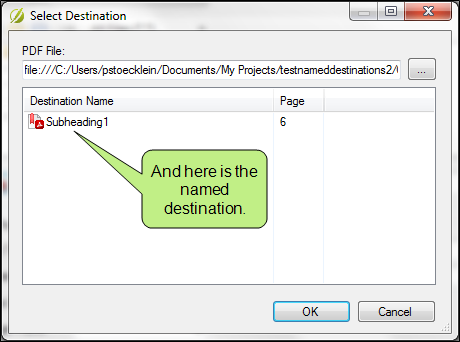 Select Destination
PDF File:
file:///C:/Users/pstoecklein/Documents/My Projects/testnameddestinations2/
...
Destination Name Page
Subheading1 6
And here is the
named
destination.
OK Cancel